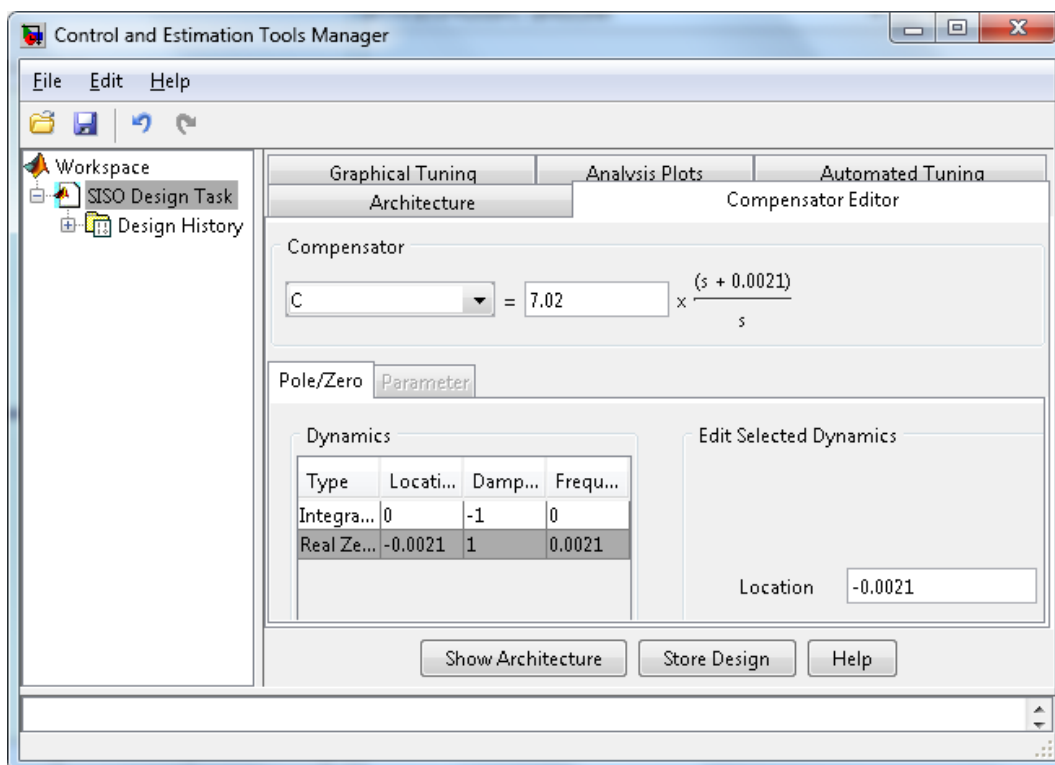 Control and Estimation Tools Manager
File Edit Help
Workspace
SISO Design Task
Design History
Graphical Tuning Analysis Plots Automated Tuning
Architecture Compensator Editor
Compensator
C = 7.02 x (s + 0.0021)
s
Pole/Zero Parameter
Dynamics
Type Locati... Damp... Frequ...
Integra... 0 -1 0
Real Ze... -0.0021 1 0.0021
Edit Selected Dynamics
Location -0.0021
Show Architecture Store Design Help